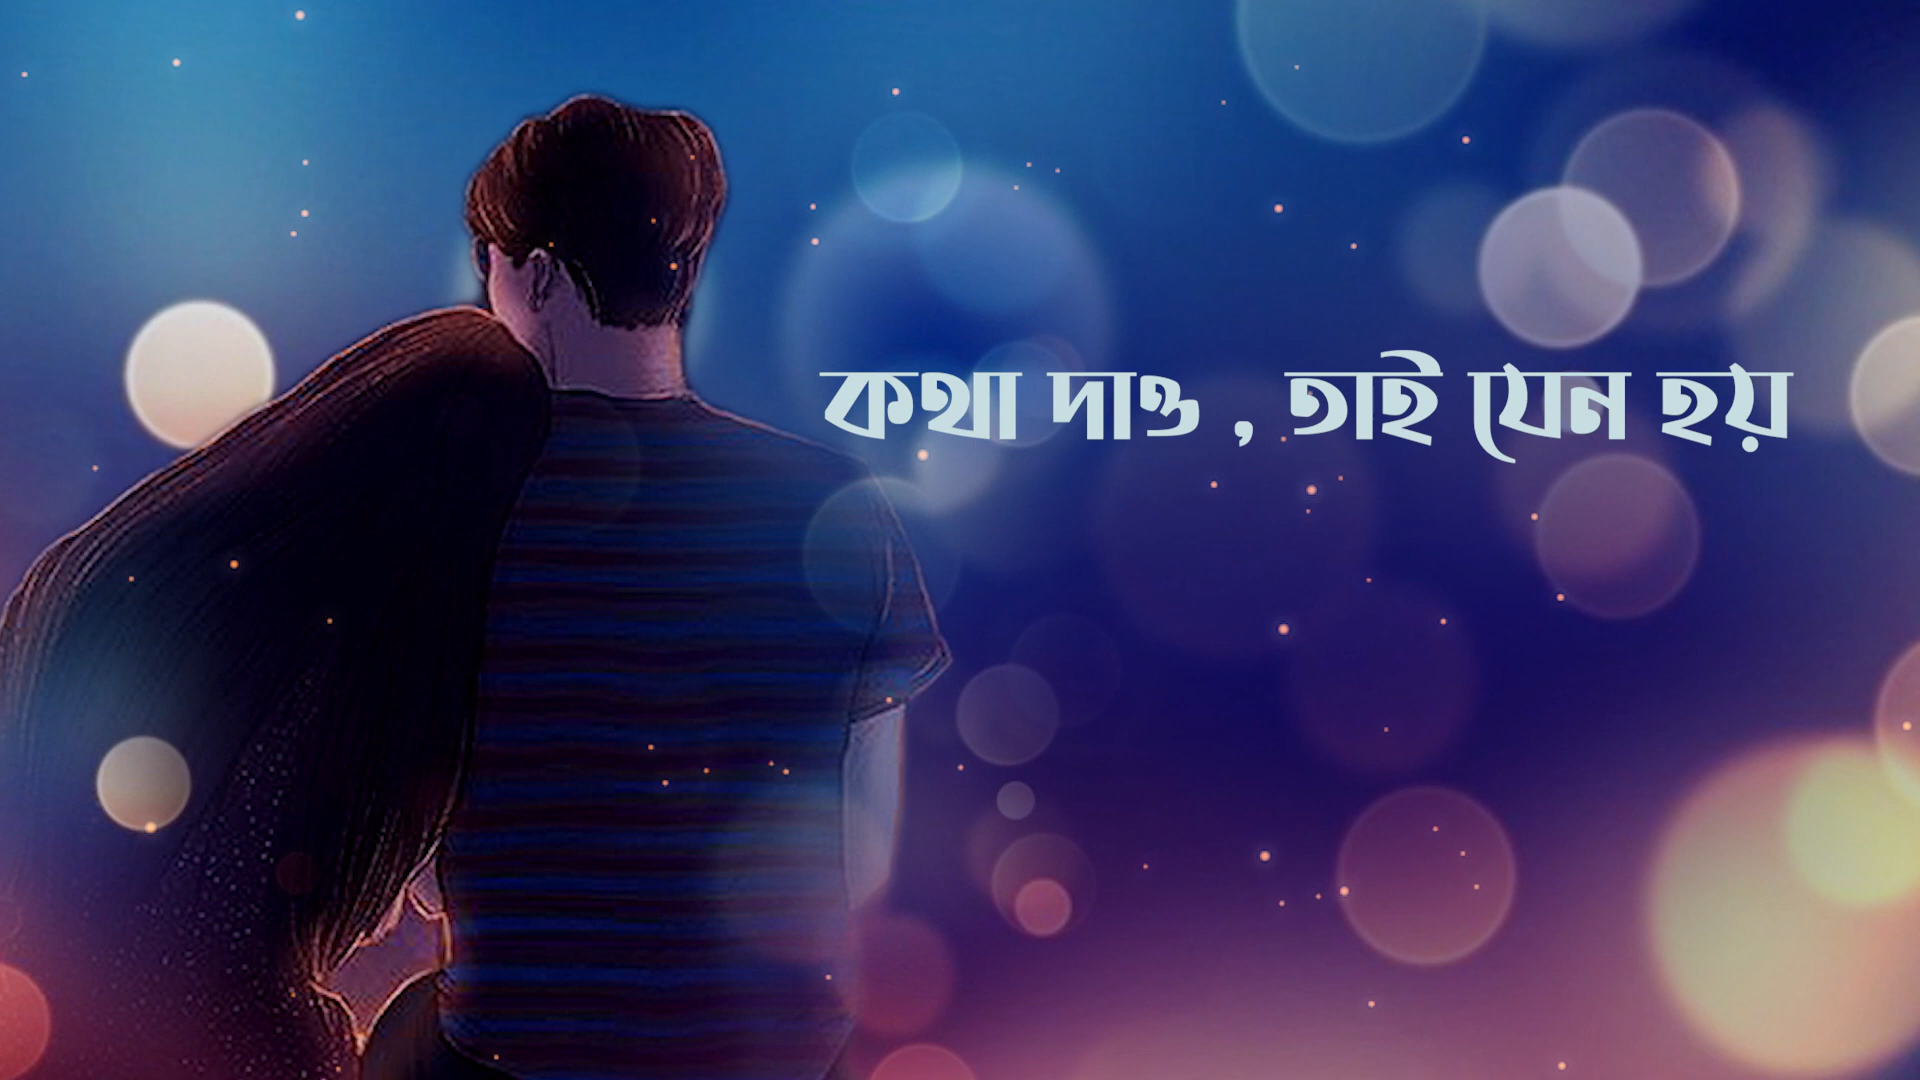 কথা দাও , তাই যেন হয়